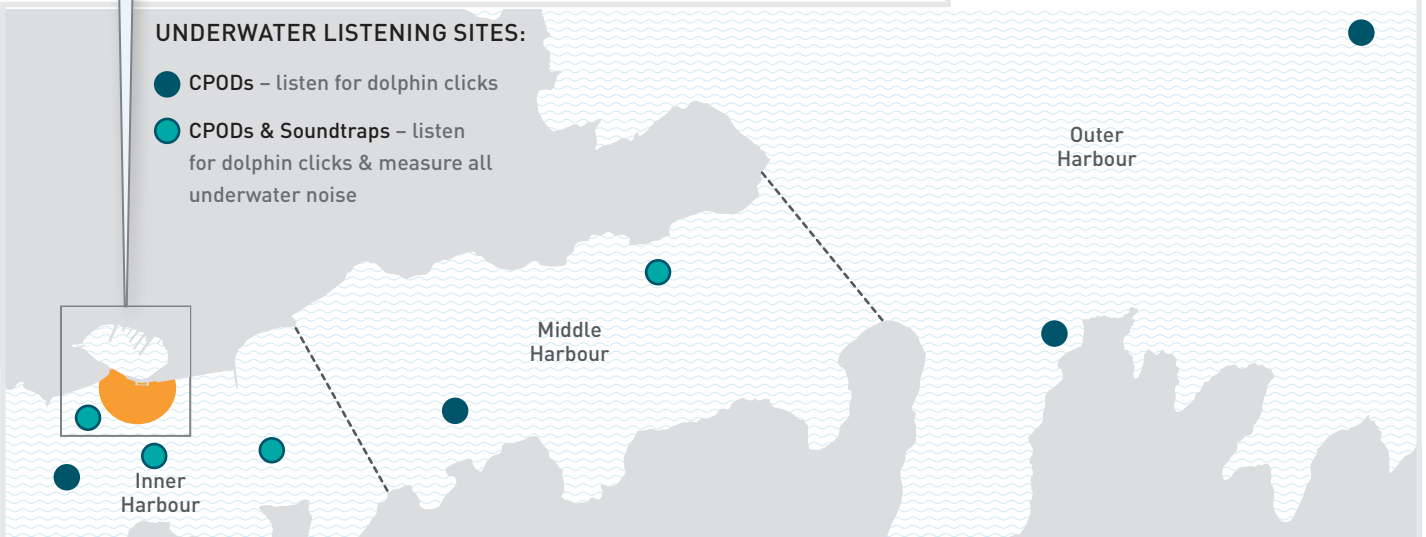 UNDERWATER LISTENING SITES:
CPODs – listen for dolphin clicks
CPODs & Soundtraps – listen
for dolphin clicks & measure all
underwater noise
Outer
Harbour
Middle
Harbour
Inner
Harbour